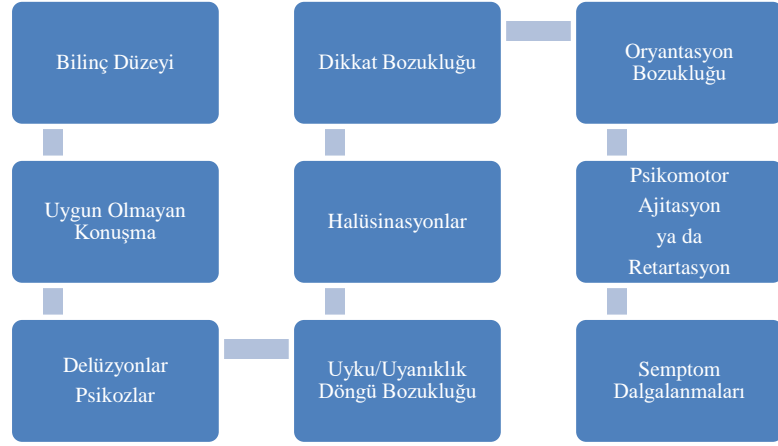 Bilinç Düzeyi
Uygun Olmayan
Konuşma
Delüzyonlar
Psikozlar
Uyku/Uyanıklık
Döngü Bozukluğu
Halüsinasyonlar
Dikkat Bozukluğu
Oryantasyon
Bozukluğu
Psikomotor
Ajitasyon
ya da
Retartasyon
Semptom
Dalgalanmaları